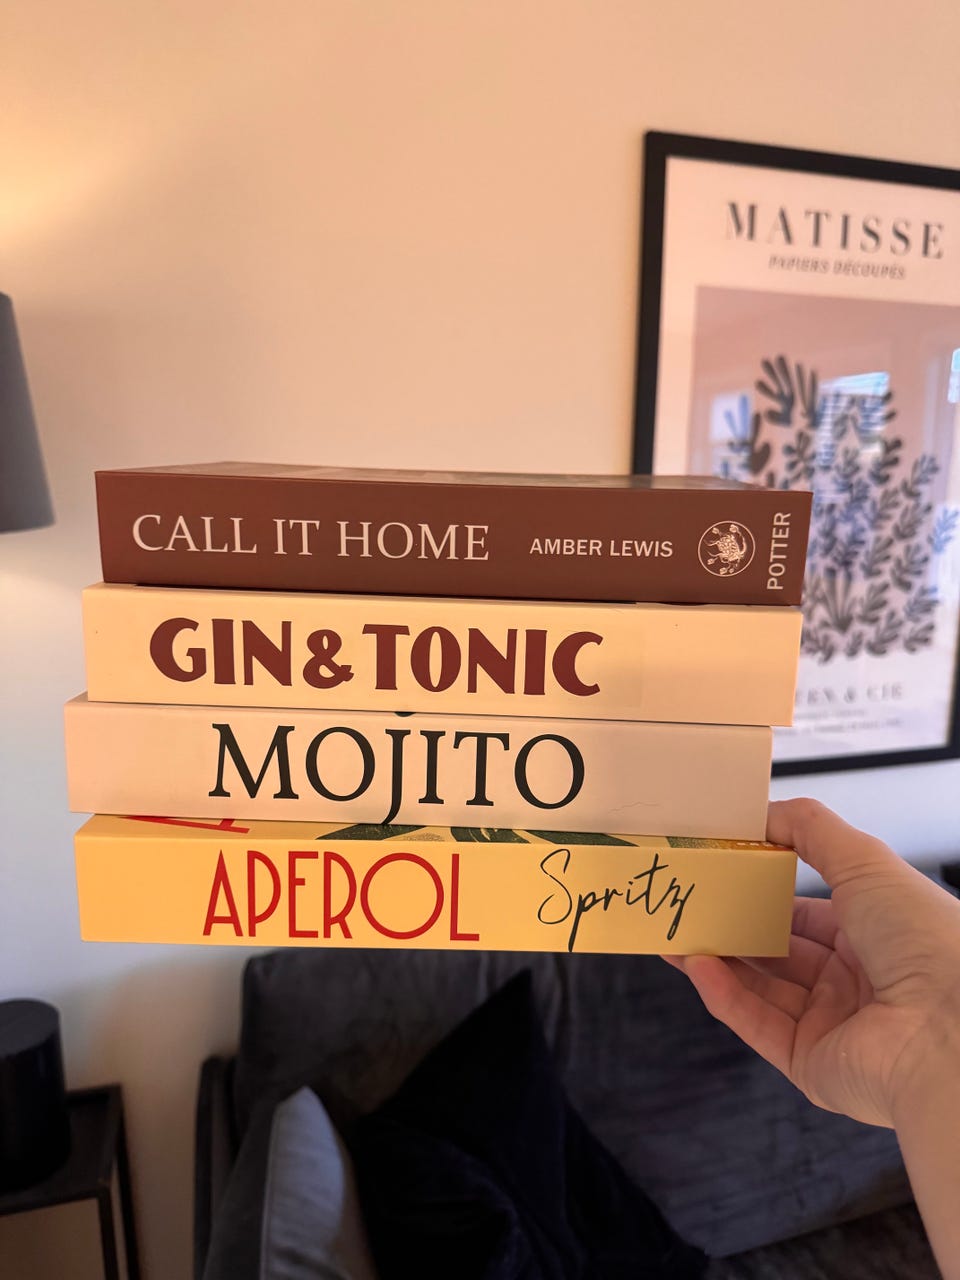 MATISSE
PAPIERS DÉCOUPÉS
CALL IT HOME AMBER LEWIS POTTER
GIN & TONIC
MOJITO
APEROL Spritz